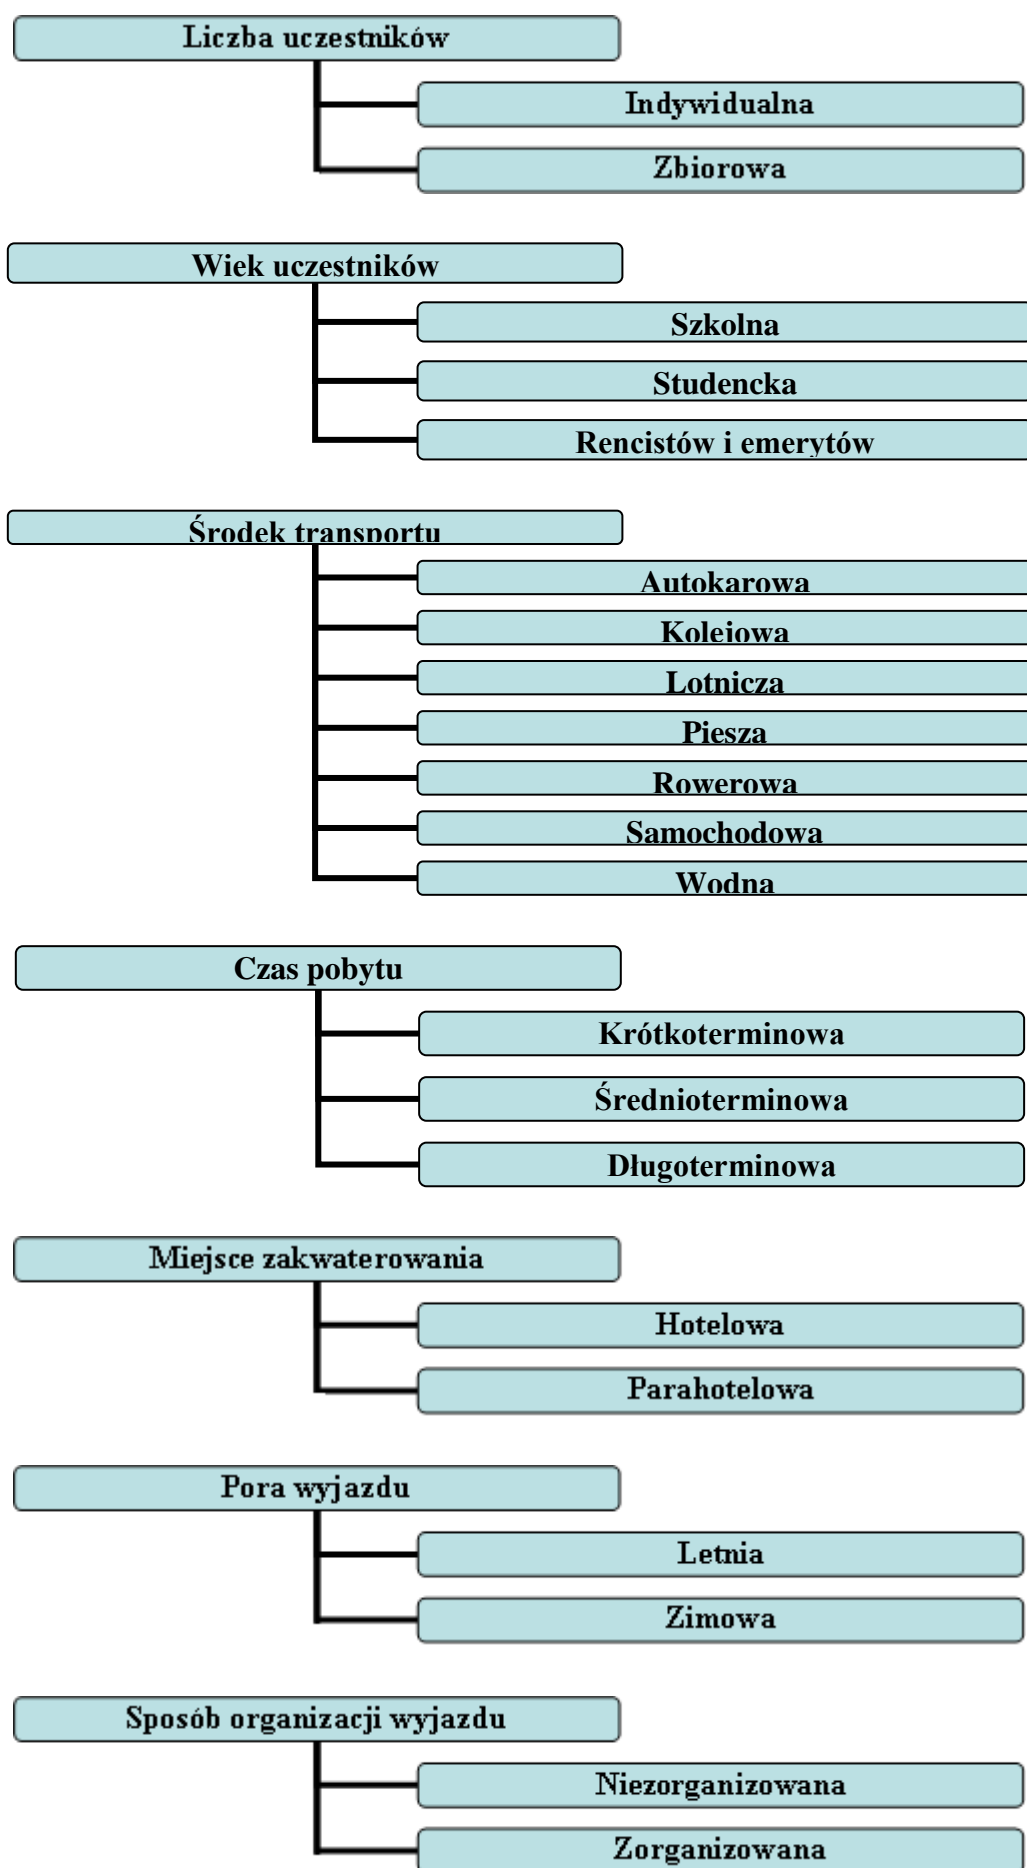 Liczba uczestników
Indywidualna
Zbiorowa
Wiek uczestników
Szkolna
Studencka
Rencistów i emerytów
Środek transportu
Autokarowa
Kolejowa
Lotnicza
Piesza
Rowerowa
Samochodowa
Wodna
Czas pobytu
Krótkoterminowa
Średnioterminowa
Długoterminowa
Miejsce zakwaterowania
Hotelowa
Parahotelowa
Pora wyjazdu
Letnia
Zimowa
Sposób organizacji wyjazdu
Niezorganizowana
Zorganizowana